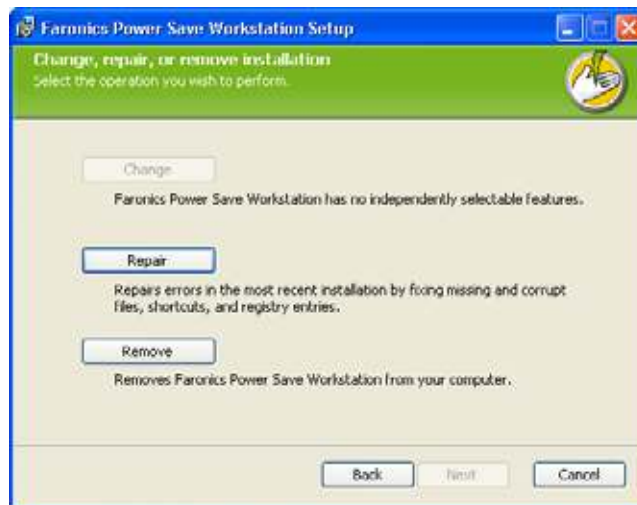 Faronics Power Save Workstation Setup
Change, repair, or remove installation
Select the operation you wish to perform.
Change
Faronics Power Save Workstation has no independently selectable features.
Repair
Repairs errors in the most recent installation by fixing missing and corrupt
files, shortcuts, and registry entries.
Remove
Removes Faronics Power Save Workstation from your computer.
Back Next Cancel